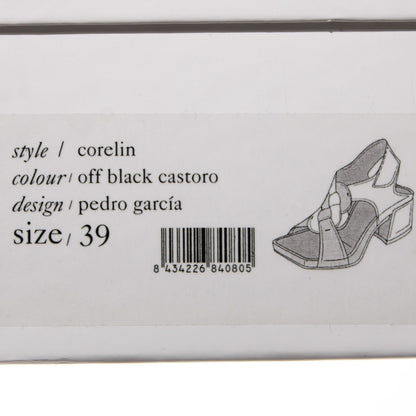 style / corelin
colour / off black castoro
design / pedro garcía
size / 39
8 434226 840805